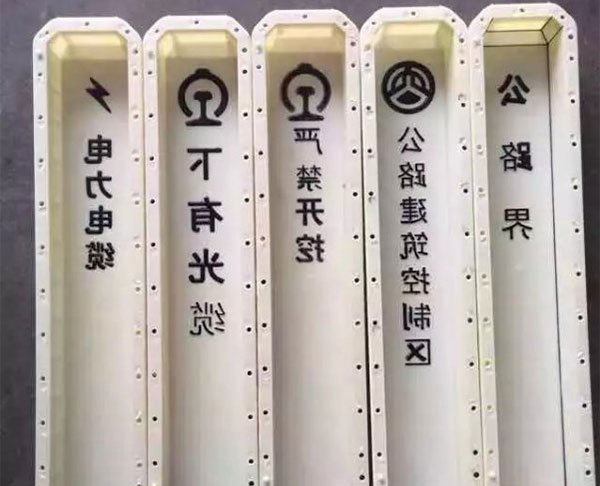 电力电缆
下有光缆
严禁开挖
公路建筑控制区
公路界